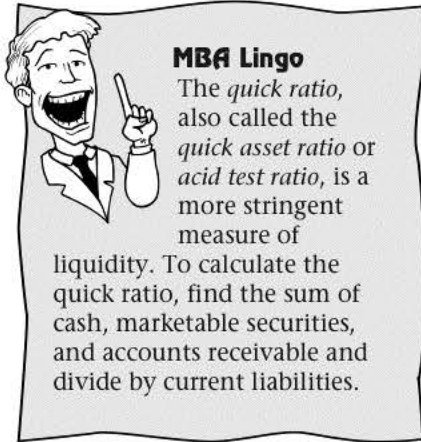 MBA Lingo
The quick ratio,
also called the
quick asset ratio or
acid test ratio, is a
more stringent
measure of
liquidity. To calculate the
quick ratio, find the sum of
cash, marketable securities,
and accounts receivable and
divide by current liabilities.